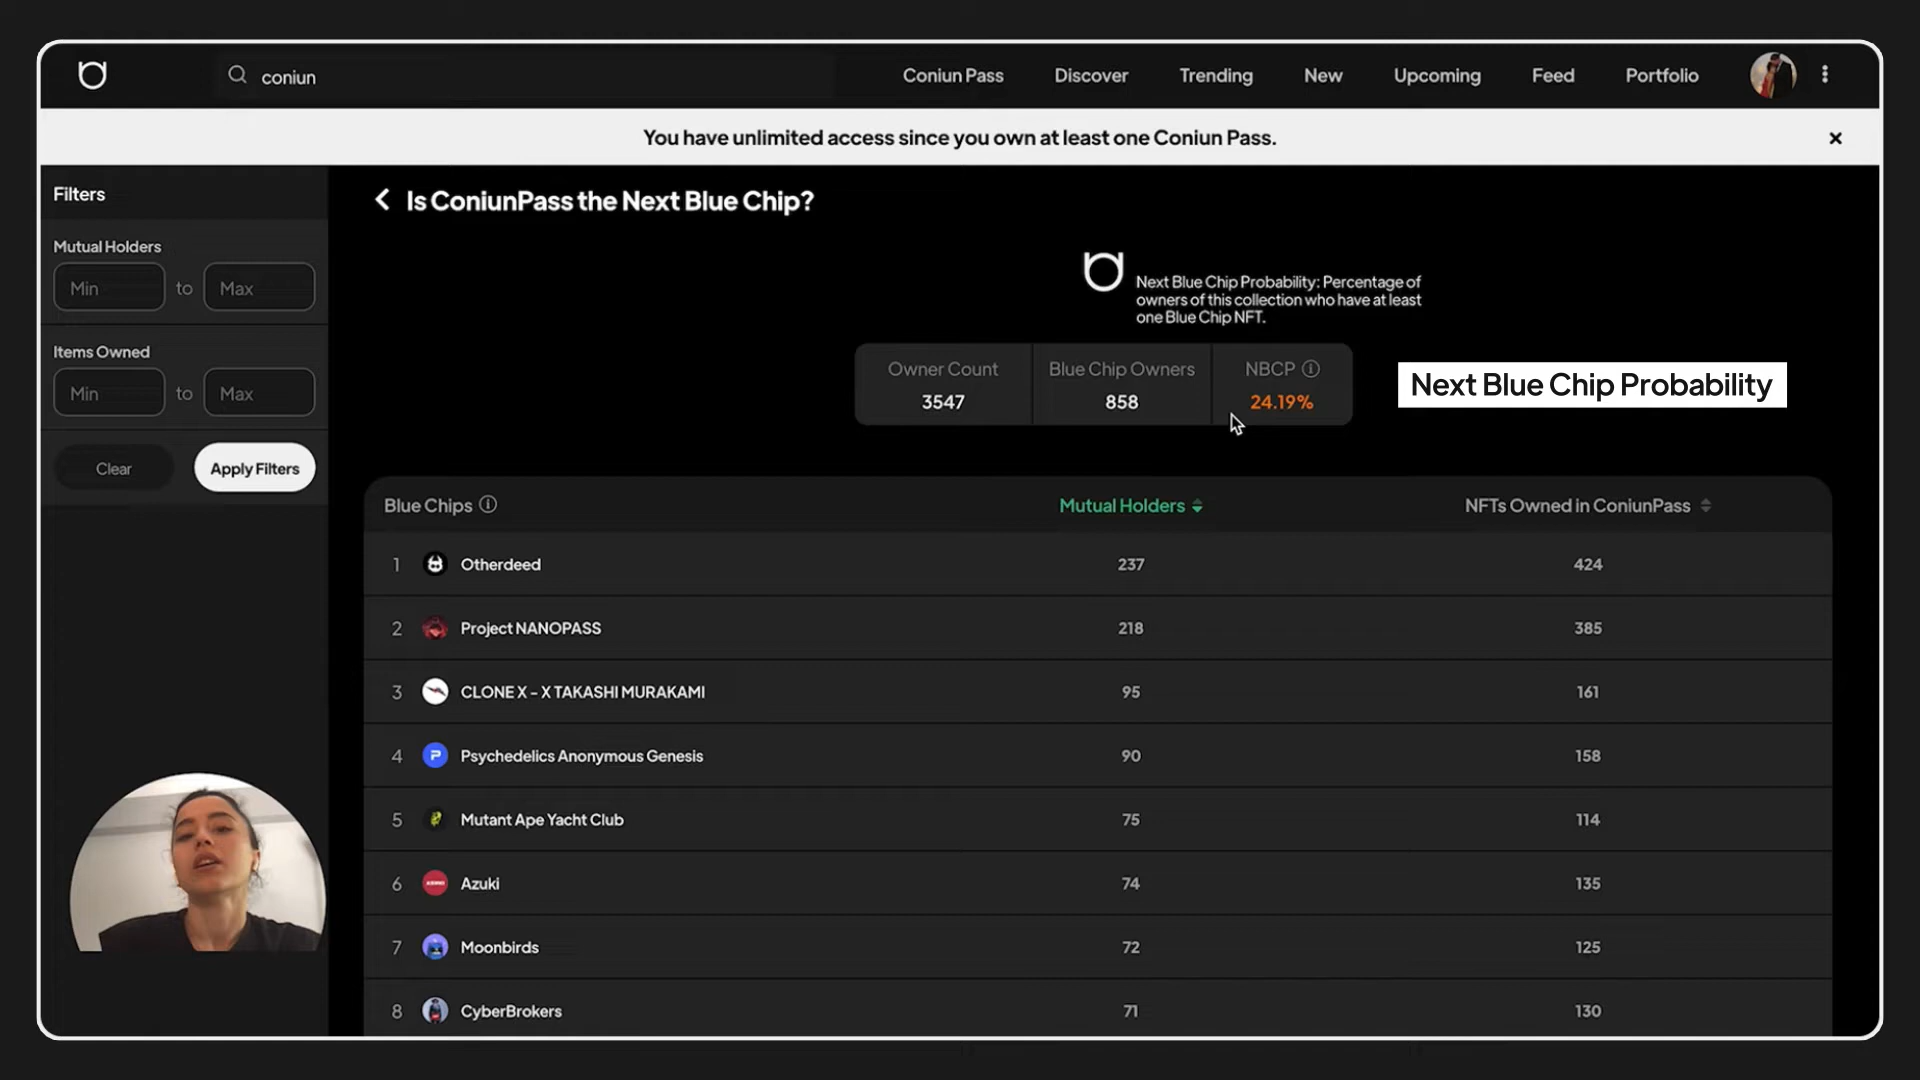 coniun
Coniun Pass
Discover
Trending
New
Upcoming
Feed
Portfolio
You have unlimited access since you own at least one Coniun Pass.
Filters
Mutual Holders
Min to Max
Items Owned
Min to Max
Clear
Apply Filters
Is ConiunPass the Next Blue Chip?
Next Blue Chip Probability: Percentage of
owners of this collection who have at least
one Blue Chip NFT.
Owner Count
3547
Blue Chip Owners
858
NBCP
24.19%
Next Blue Chip Probability
Blue Chips Mutual Holders NFTs Owned in ConiunPass
1 Otherdeed 237 424
2 Project NANOPASS 218 385
3 CLONE X - X TAKASHI MURAKAMI 95 161
4 Psychedelics Anonymous Genesis 90 158
5 Mutant Ape Yacht Club 75 114
6 Azuki 74 135
7 Moonbirds 72 125
8 CyberBrokers 71 130